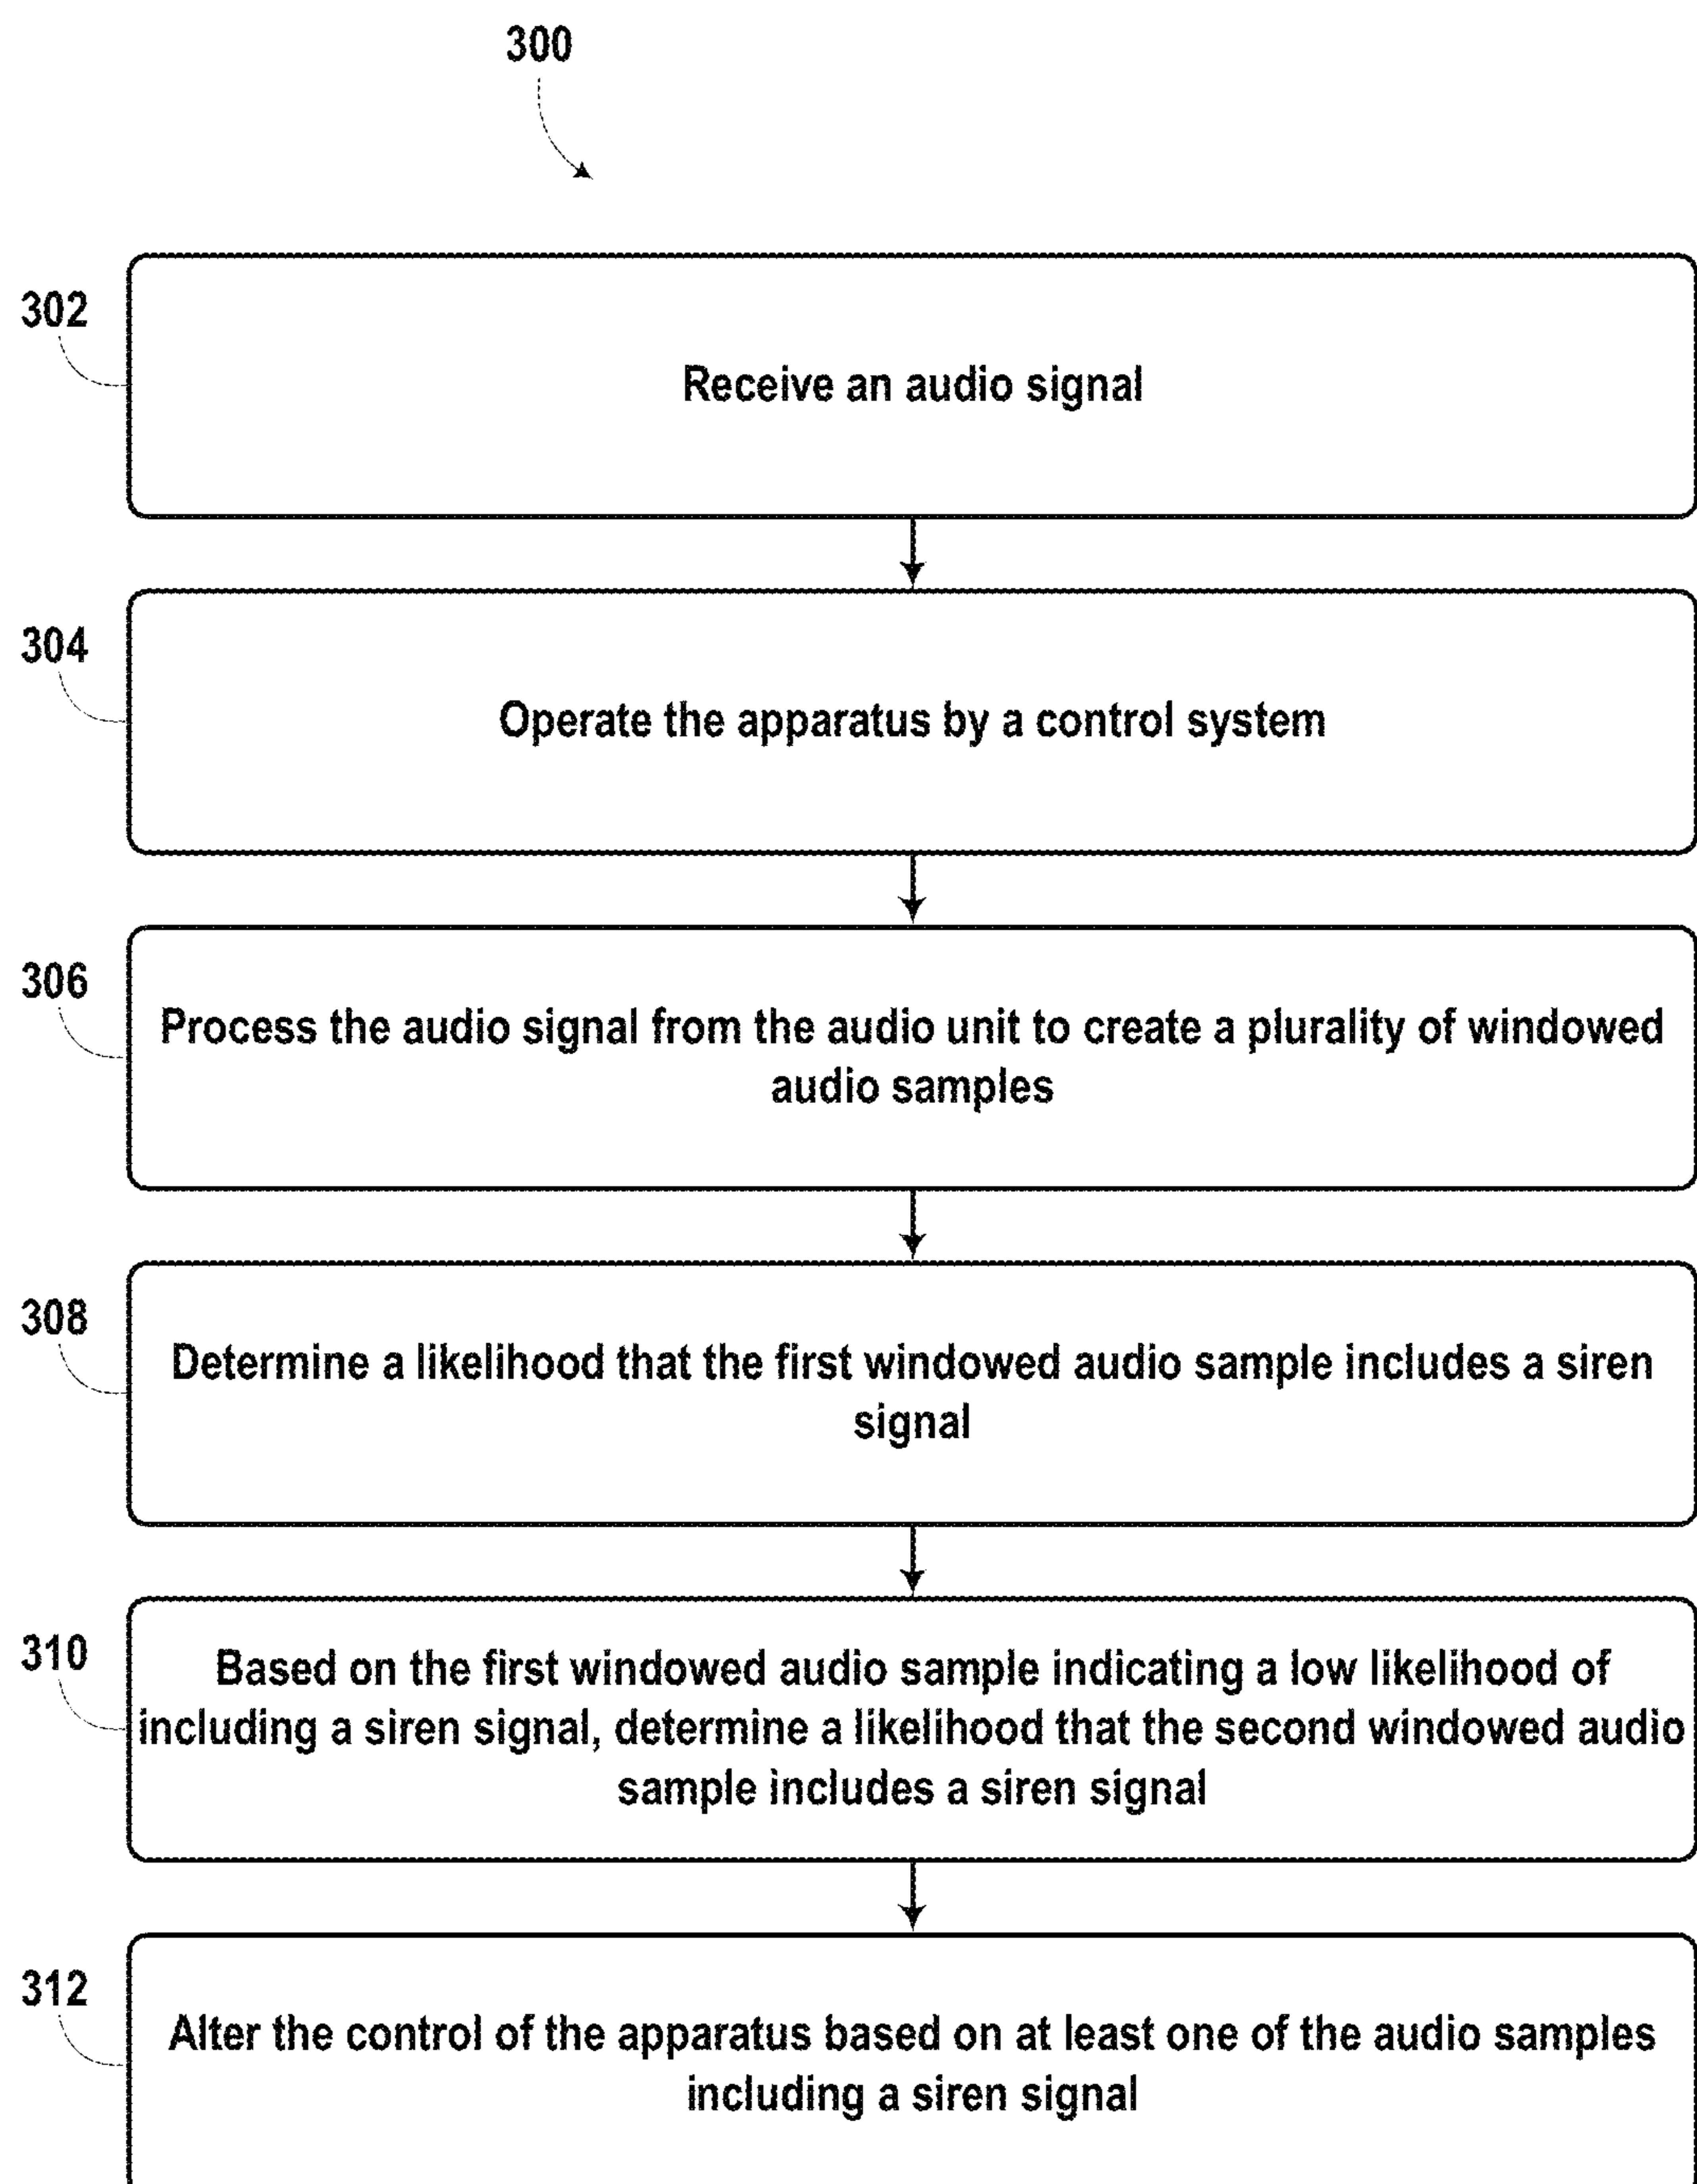 300
302
Receive an audio signal
304
Operate the apparatus by a control system
306
Process the audio signal from the audio unit to create a plurality of windowed
audio samples
308
Determine a likelihood that the first windowed audio sample includes a siren
signal
310
Based on the first windowed audio sample indicating a low likelihood of
including a siren signal, determine a likelihood that the second windowed audio
sample includes a siren signal
312
Alter the control of the apparatus based on at least one of the audio samples
including a siren signal